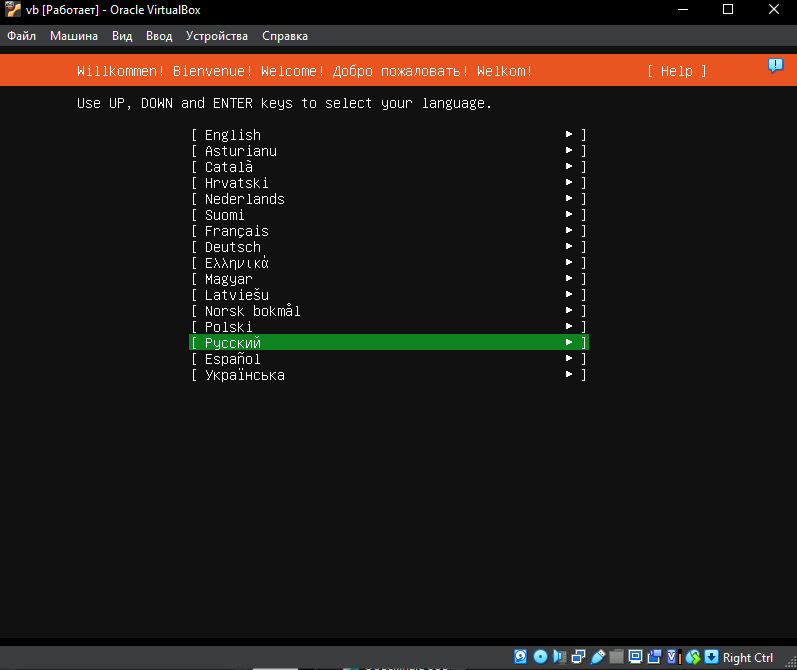 vb [Работает] - Oracle VirtualBox
Файл Машина Вид Ввод Устройства Справка
Willkommen! Bienvenue! Welcome! Добро пожаловать! Welkom! [ Help ]
Use UP, DOWN and ENTER keys to select your language.
[ English ▸ ]
[ Asturianu ▸ ]
[ Català ▸ ]
[ Hrvatski ▸ ]
[ Nederlands ▸ ]
[ Suomi ▸ ]
[ Français ▸ ]
[ Deutsch ▸ ]
[ Ελληνικά ▸ ]
[ Magyar ▸ ]
[ Latviešu ▸ ]
[ Norsk bokmål ▸ ]
[ Polski ▸ ]
[ Русский ▸ ]
[ Español ▸ ]
[ Українська ▸ ]
Right Ctrl